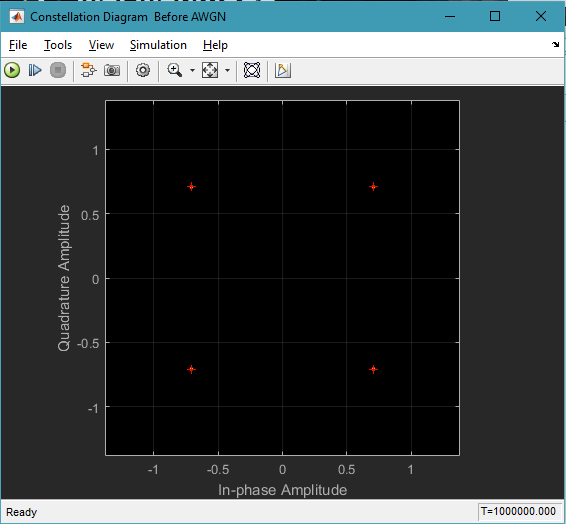 Constellation Diagram Before AWGN
File Tools View Simulation
1
0.5
0
-0.5
-1
Quadrature Amplitude
-1 -0.5 0 0.5 1
In-phase Amplitude
Ready T=1000000.000